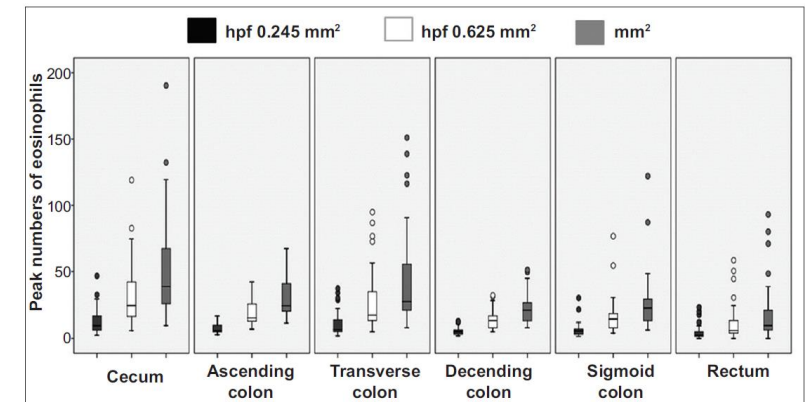 hpf 0.245 mm² hpf 0.625 mm² mm²
Peak numbers of eosinophils
200
150
100
50
0
Cecum Ascending colon Transverse colon Decending colon Sigmoid colon Rectum